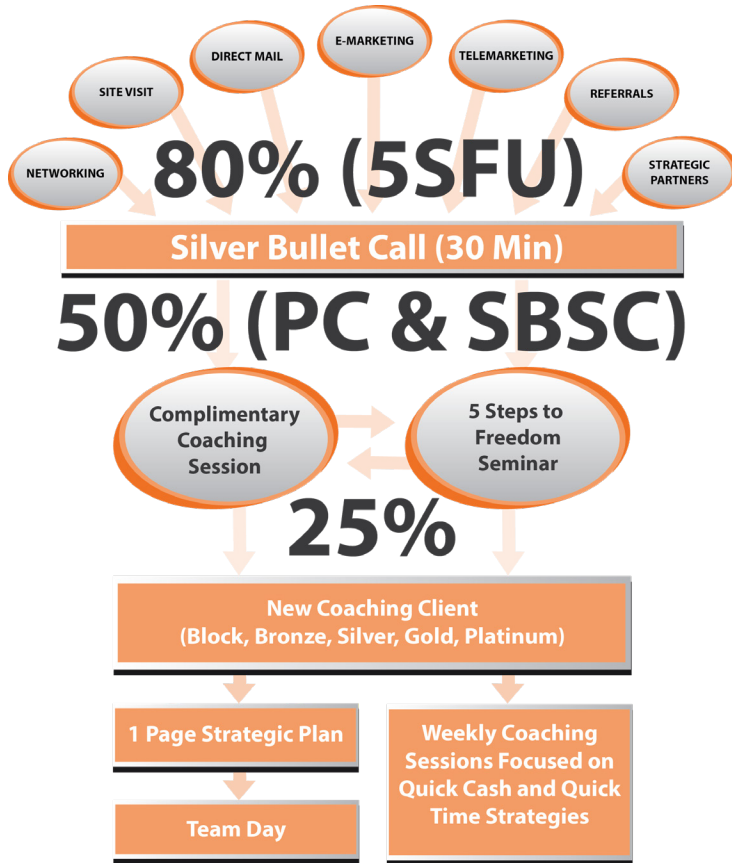 E-MARKETING
DIRECT MAIL
TELEMARKETING
SITE VISIT
REFERRALS
NETWORKING
80% (5SFU)
STRATEGIC
PARTNERS
Silver Bullet Call (30 Min)
50% (PC & SBSC)
Complimentary
Coaching
Session
5 Steps to
Freedom
Seminar
25%
New Coaching Client
(Block, Bronze, Silver, Gold, Platinum)
1 Page Strategic Plan
Team Day
Weekly Coaching
Sessions Focused on
Quick Cash and Quick
Time Strategies